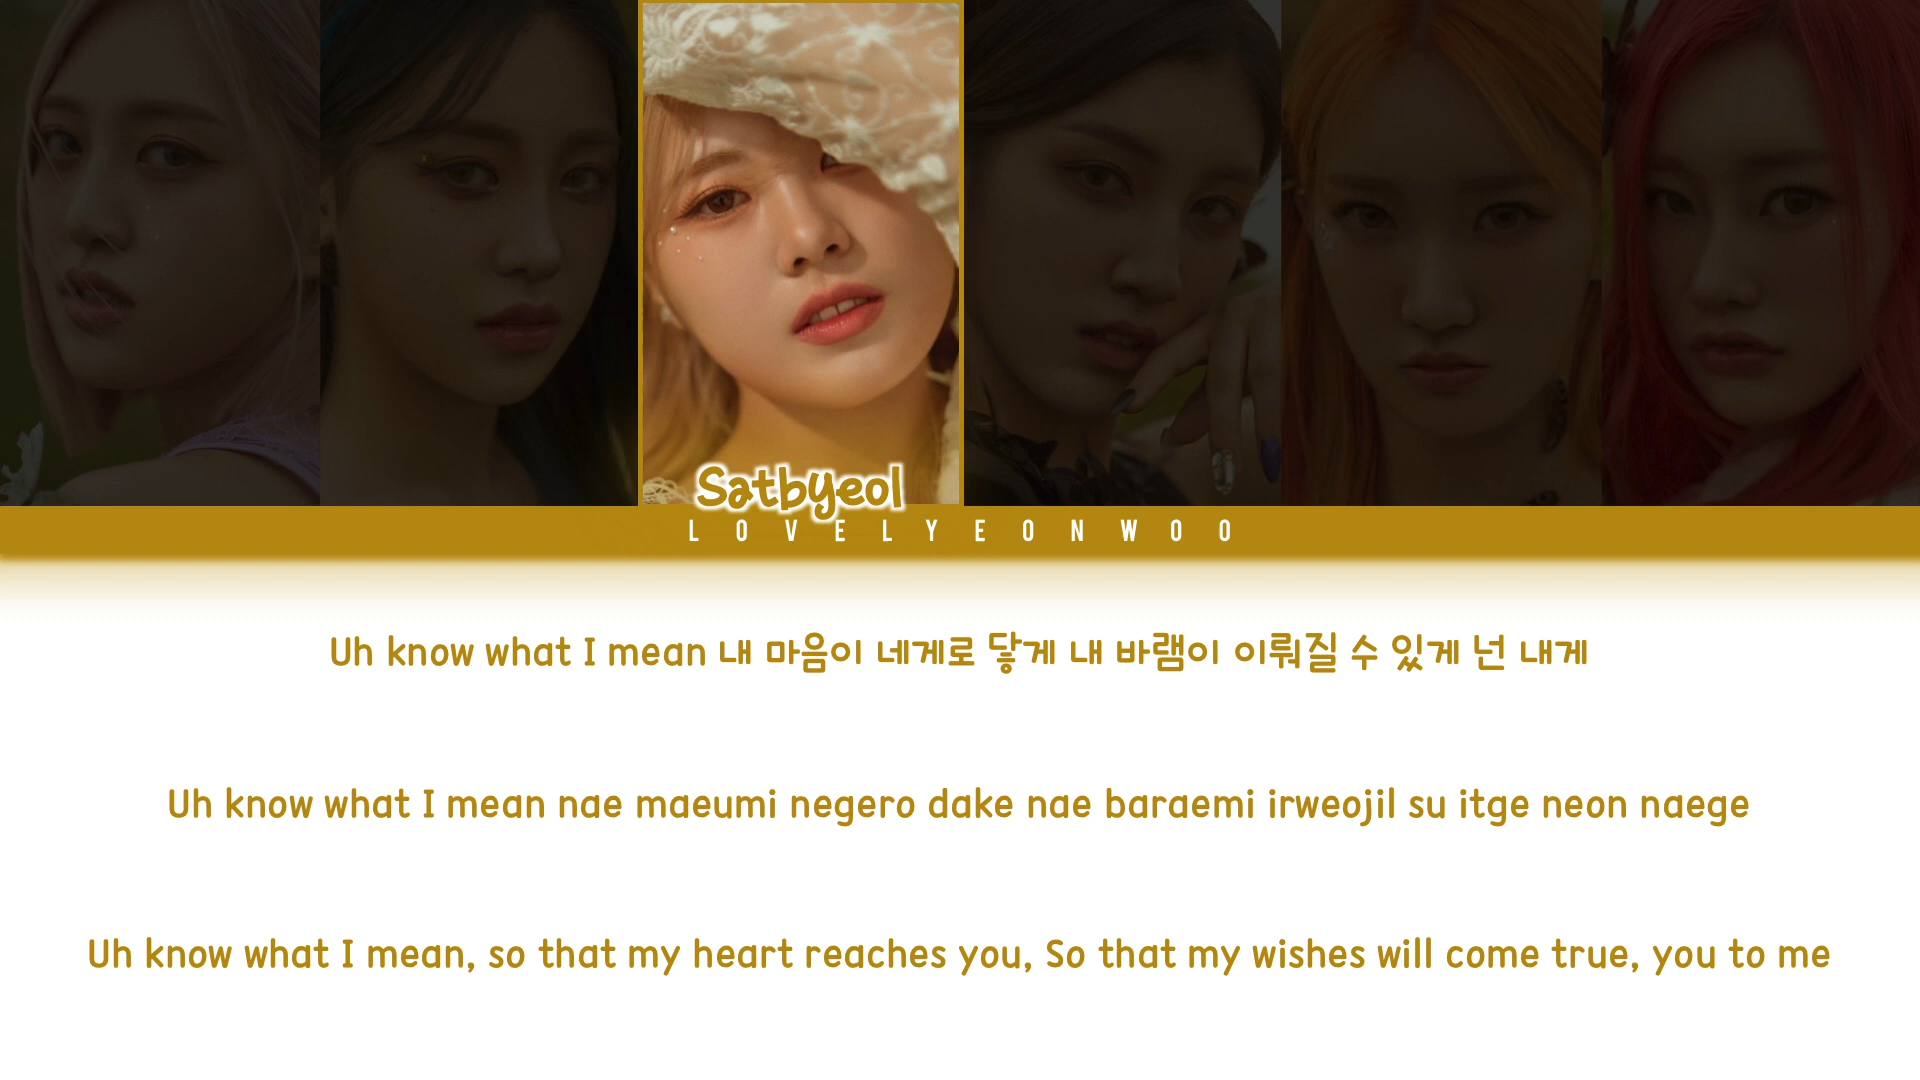 Satbyeol
LOVELYEONWOO
Uh know what I mean 내 마음이 네게로 닿게 내 바램이 이뤄질 수 있게 넌 내게
Uh know what I mean nae maeumi negero dake nae baraemi irweojil su itge neon naege
Uh know what I mean, so that my heart reaches you, So that my wishes will come true, you to me